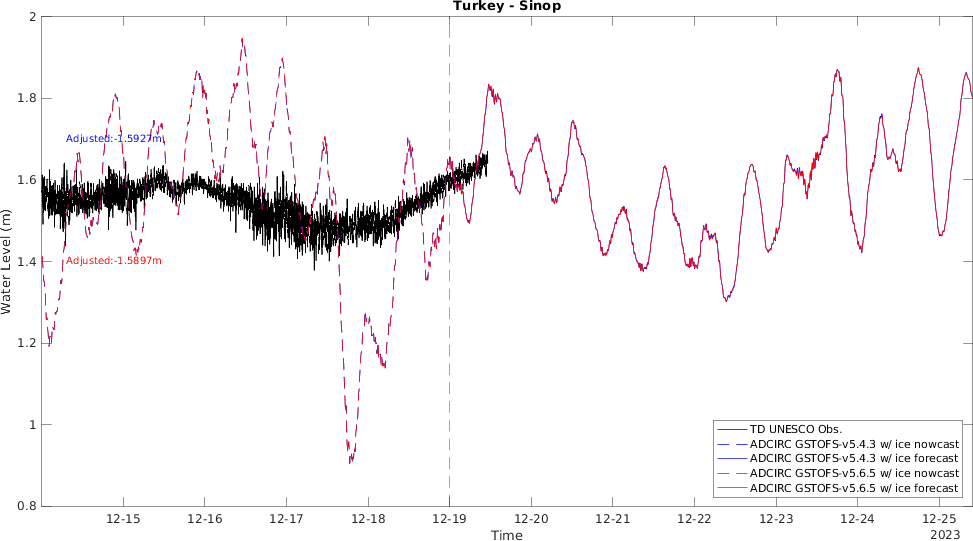 Turkey - Sinop
2
1.8
1.6
1.4
1.2
1
0.8
Water Level (m)
Adjusted:-1.5927m
Adjusted:-1.5897m
TD UNESCO Obs.
ADCIRC GSTOFS-v5.4.3 w/ ice nowcast
ADCIRC GSTOFS-v5.4.3 w/ ice forecast
ADCIRC GSTOFS-v5.6.5 w/ ice nowcast
ADCIRC GSTOFS-v5.6.5 w/ ice forecast
12-15 12-16 12-17 12-18 12-19 12-20 12-21 12-22 12-23 12-24 12-25
2023
Time